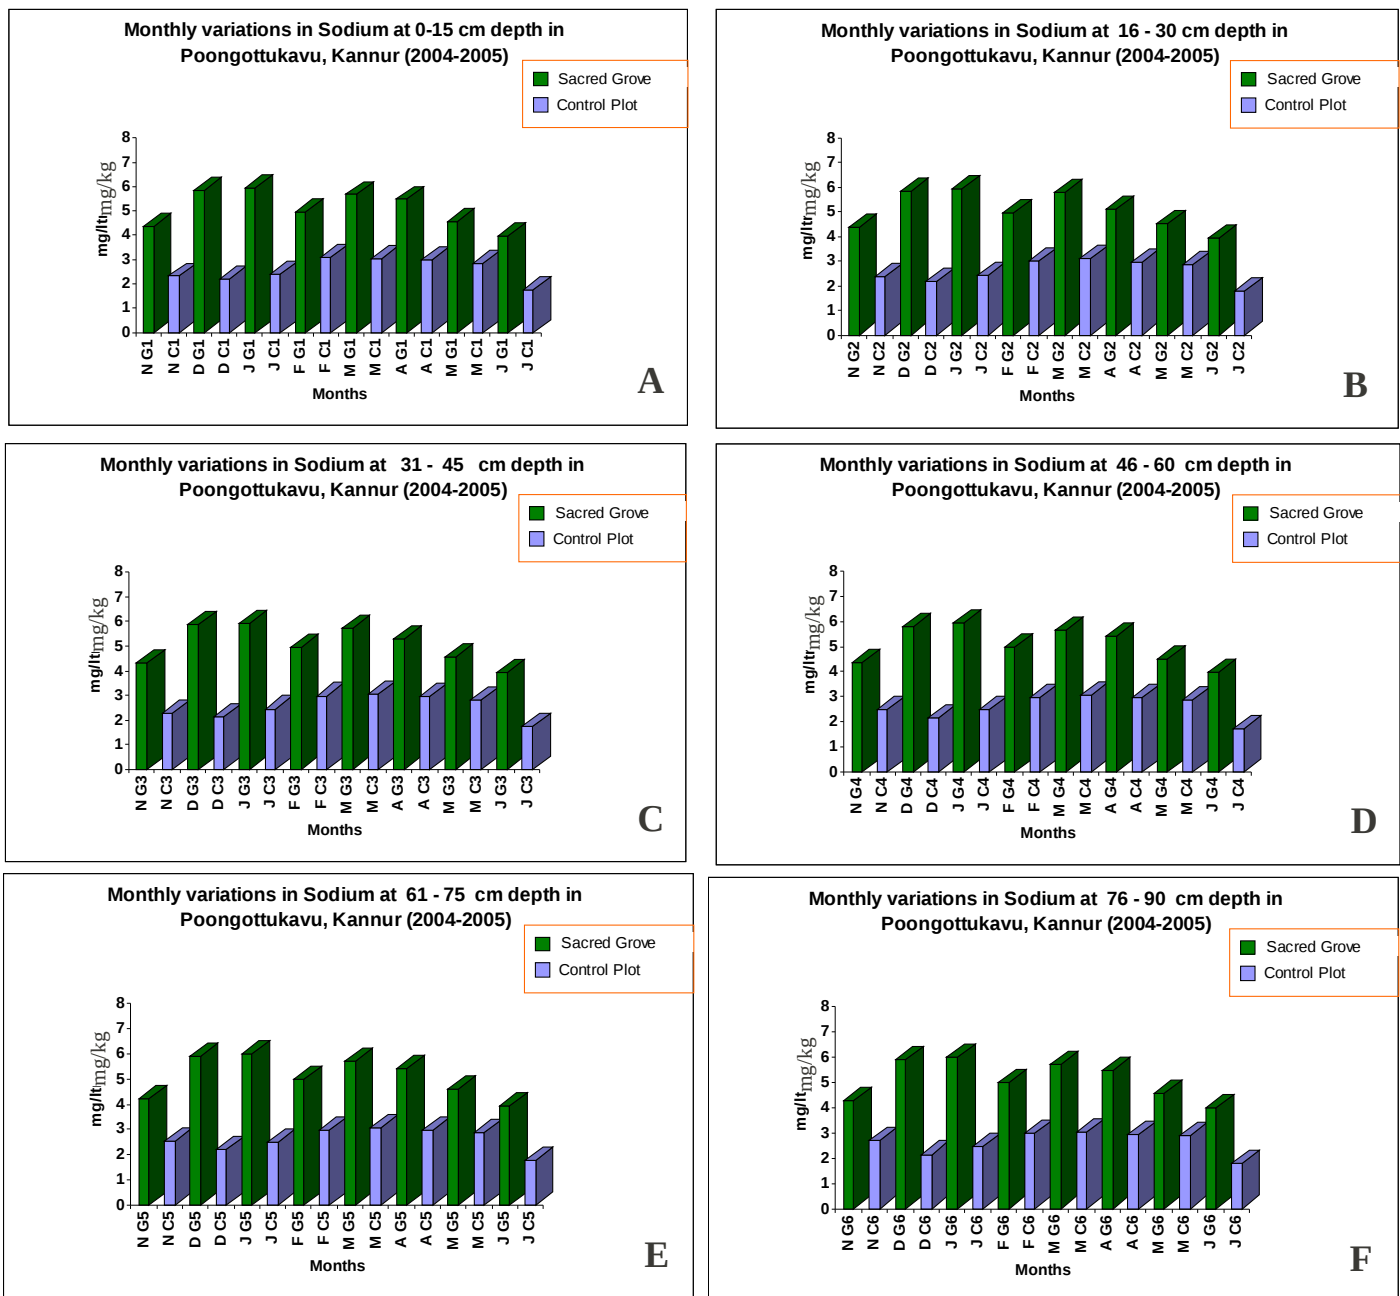 Monthly variations in Sodium at 0-15 cm depth in
Poongottukavu, Kannur (2004-2005)
Sacred Grove
Control Plot
8
7
6
5
4
3
2
1
0
mg/ltr
mg/kg
N G1
N C1
D G1
D C1
J G1
J C1
F G1
F C1
M G1
M C1
A G1
A C1
M G1
M C1
J G1
J C1
Months
A
Monthly variations in Sodium at 16 - 30 cm depth in
Poongottukavu, Kannur (2004-2005)
Sacred Grove
Control Plot
8
7
6
5
4
3
2
1
0
mg/ltr
mg/kg
N G2
N C2
D G2
D C2
J G2
J C2
F G2
F C2
M G2
M C2
A G2
A C2
M G2
M C2
J G2
J C2
Months
B
Monthly variations in Sodium at 31 - 45 cm depth in
Poongottukavu, Kannur (2004-2005)
Sacred Grove
Control Plot
8
7
6
5
4
3
2
1
0
mg/ltr
mg/kg
N G3
N C3
D G3
D C3
J G3
J C3
F G3
F C3
M G3
M C3
A G3
A C3
M G3
M C3
J G3
J C3
Months
C
Monthly variations in Sodium at 46 - 60 cm depth in
Poongottukavu, Kannur (2004-2005)
Sacred Grove
Control Plot
8
7
6
5
4
3
2
1
0
mg/ltr
mg/kg
N G4
N C4
D G4
D C4
J G4
J C4
F G4
F C4
M G4
M C4
A G4
A C4
M G4
M C4
J G4
J C4
Months
D
Monthly variations in Sodium at 61 - 75 cm depth in
Poongottukavu, Kannur (2004-2005)
Sacred Grove
Control Plot
8
7
6
5
4
3
2
1
0
mg/ltr
mg/kg
N G5
N C5
D G5
D C5
J G5
J C5
F G5
F C5
M G5
M C5
A G5
A C5
M G5
M C5
J G5
J C5
Months
E
Monthly variations in Sodium at 76 - 90 cm depth in
Poongottukavu, Kannur (2004-2005)
Sacred Grove
Control Plot
8
7
6
5
4
3
2
1
0
mg/ltr
mg/kg
N G6
N C6
D G6
D C6
J G6
J C6
F G6
F C6
M G6
M C6
A G6
A C6
M G6
M C6
J G6
J C6
Months
F